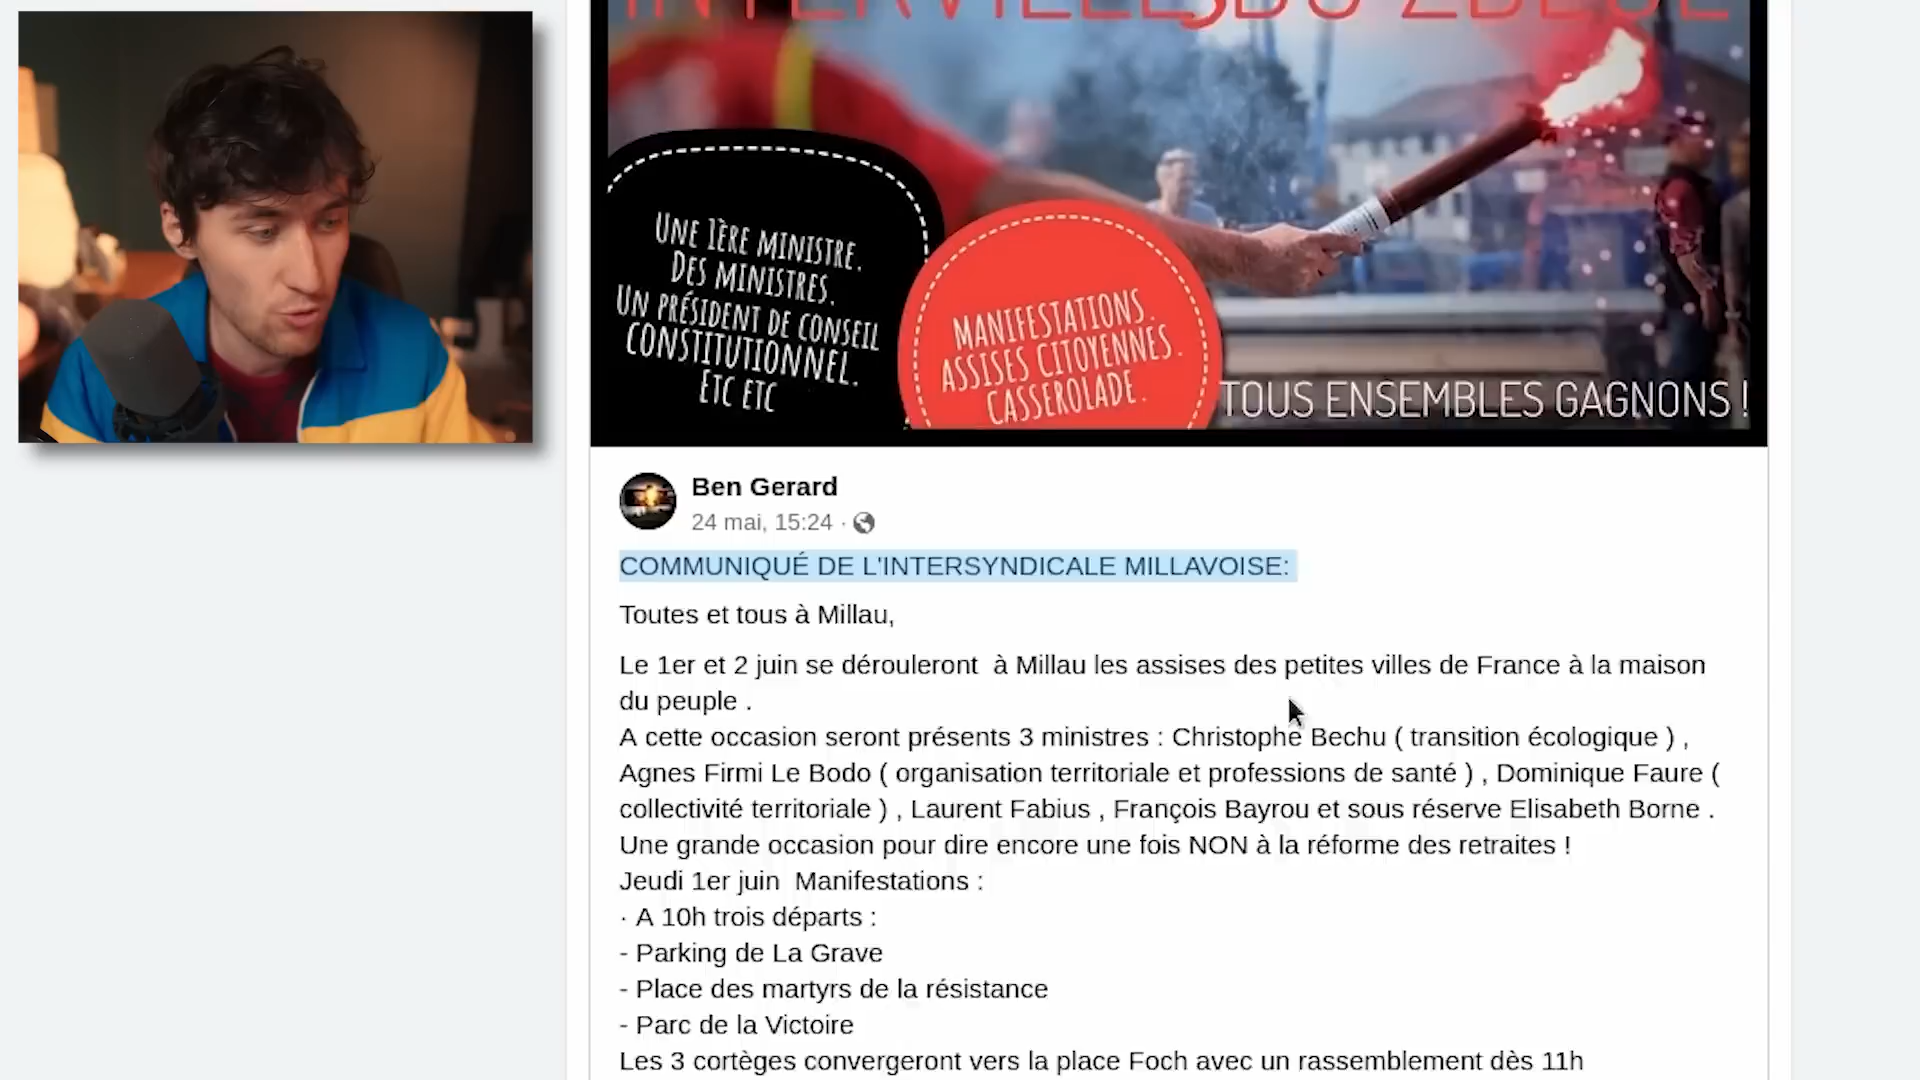 INTERVILLES DU ZBEUL
UNE 1ÈRE MINISTRE.
DES MINISTRES.
UN PRÉSIDENT DE CONSEIL
CONSTITUTIONNEL.
ETC ETC
MANIFESTATIONS.
ASSISES CITOYENNES.
CASSEROLADE.
TOUS ENSEMBLES GAGNONS !
Ben Gerard
24 mai, 15:24 ·
COMMUNIQUÉ DE L'INTERSYNDICALE MILLAVOISE:
Toutes et tous à Millau,
Le 1er et 2 juin se dérouleront à Millau les assises des petites villes de France à la maison
du peuple .
A cette occasion seront présents 3 ministres : Christophe Bechu ( transition écologique ) ,
Agnes Firmi Le Bodo ( organisation territoriale et professions de santé ) , Dominique Faure (
collectivité territoriale ) , Laurent Fabius , François Bayrou et sous réserve Elisabeth Borne .
Une grande occasion pour dire encore une fois NON à la réforme des retraites !
Jeudi 1er juin Manifestations :
· A 10h trois départs :
- Parking de La Grave
- Place des martyrs de la résistance
- Parc de la Victoire
Les 3 cortèges convergeront vers la place Foch avec un rassemblement dès 11h